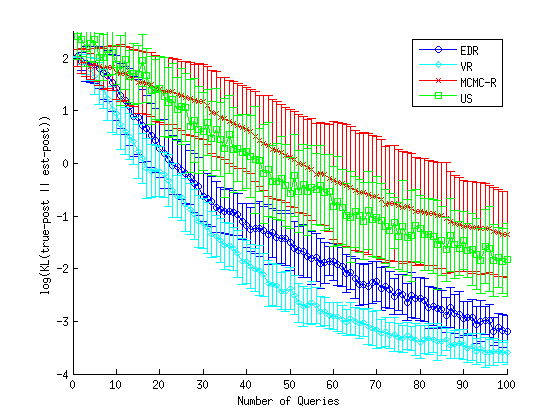 EDR
VR
MCMC-R
US
2
1
0
−1
−2
−3
−4
log(KL(true-post || est-post))
0 10 20 30 40 50 60 70 80 90 100
Number of Queries